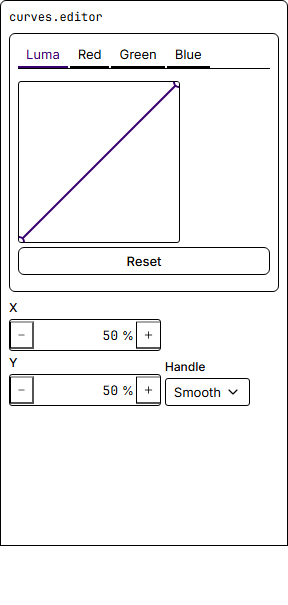 curves.editor
Luma Red Green Blue
Reset
X
− 50 % +
Y
− 50 % +
Handle
Smooth